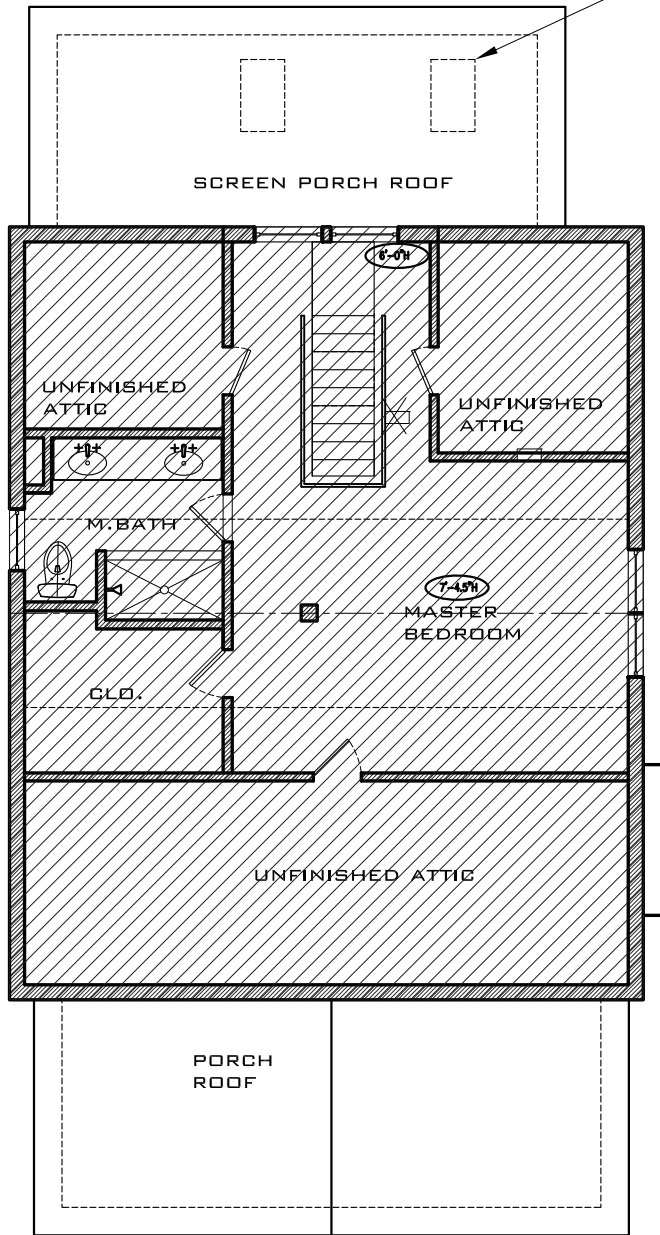 SCREEN PORCH ROOF
6'-0"H
UNFINISHED
ATTIC
UNFINISHED
ATTIC
M.BATH
7'-4.5"H
MASTER
BEDROOM
CLO.
UNFINISHED ATTIC
PORCH
ROOF